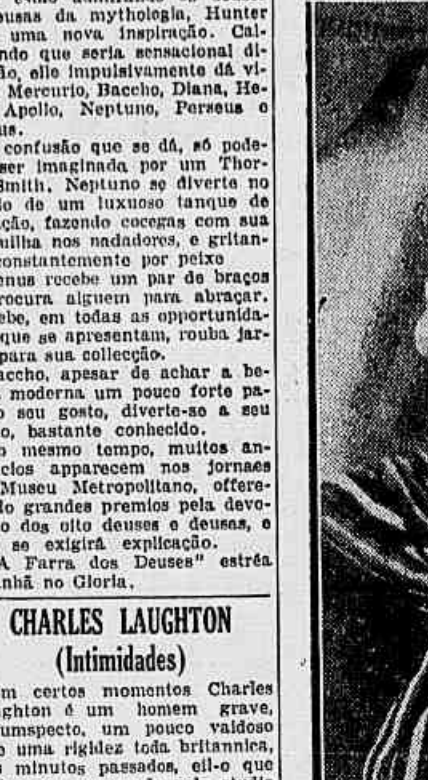 ousas da mythologia, Hunter
uma nova inspiração. Cal-
ndo que seria sensacional di-
ão, elle impulsivamente dá vi-
Mercurio, Baccho, Diana, He-
Apollo, Neptuno, Perseus e
us.
confusão que se dá, só pode-
ser imaginada por um Thor-
Smith. Neptuno se diverte no
o de um luxuoso tanque de
ção, fazendo cocegas com sua
uilha nos nadadores, e gritan-
onstantemente por peixe
enus recebe um par de braços
rocura alguem para abraçar.
ebe, em todas as opportunida-
que se apresentam, rouba jar-
para sua collecção.
accho, apesar de achar a be-
moderna um pouco forte pa-
o seu gosto, diverte-se a seu
o, bastante conhecido.
o mesmo tempo, muitos an-
cios apparecem nos jornaes
Museu Metropolitano, offere-
do grandes premios pela devo-
o dos oito deuses e deusas, e
se exigirá explicação.
A Farra dos Deuses" estréa
anhã no Gloria.
CHARLES LAUGHTON
(Intimidades)
m certos momentos Charles
ghton é um homem grave,
umspecto, um pouco vaidoso
e uma rigidez toda britannica,
s minutos passados, eil-o que